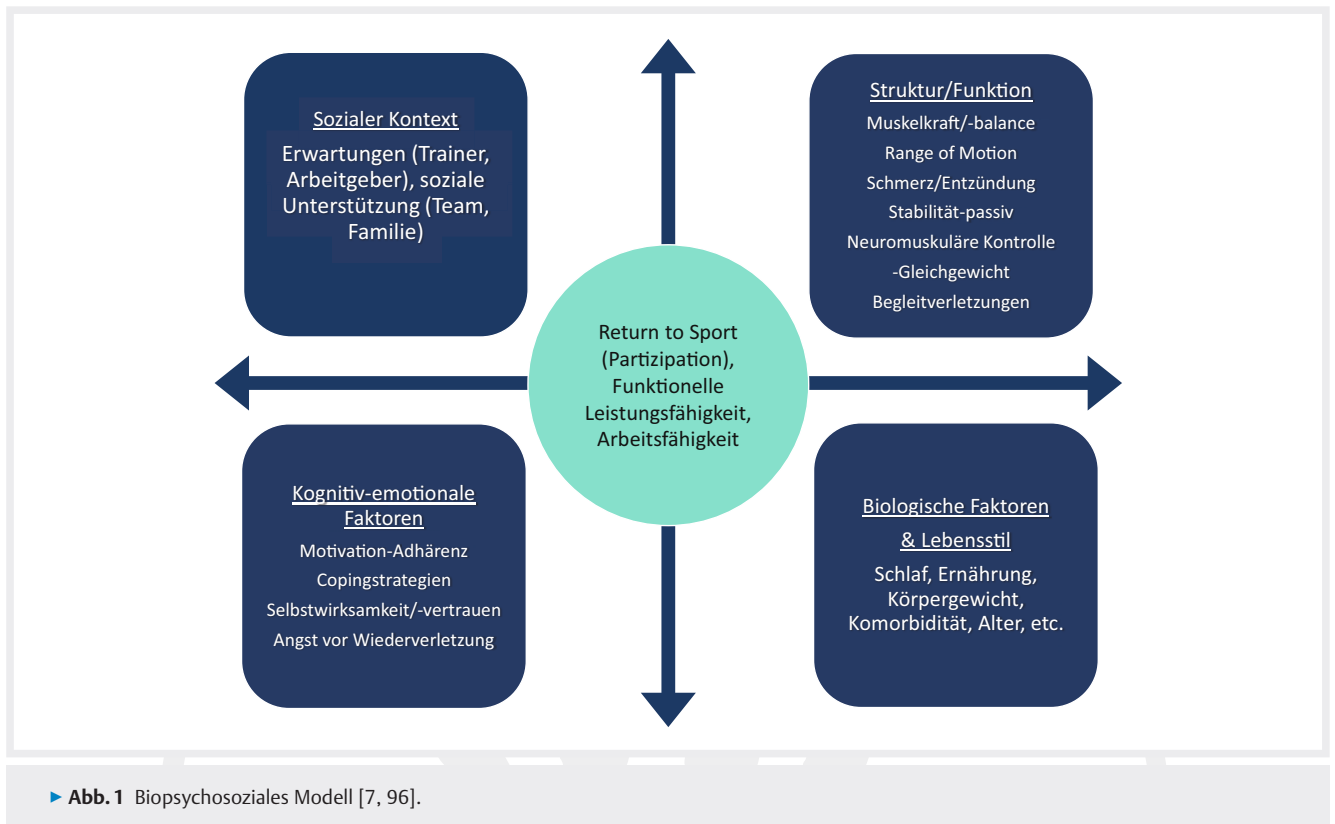 Sozialer Kontext
Erwartungen (Trainer,
Arbeitgeber), soziale
Unterstützung (Team,
Familie)
Struktur/Funktion
Muskelkraft/-balance
Range of Motion
Schmerz/Entzündung
Stabilität-passiv
Neuromuskuläre Kontrolle
-Gleichgewicht
Begleitverletzungen
Return to Sport
(Partizipation),
Funktionelle
Leistungsfähigkeit,
Arbeitsfähigkeit
Kognitiv-emotionale
Faktoren
Motivation-Adhärenz
Copingstrategien
Selbstwirksamkeit/-vertrauen
Angst vor Wiederverletzung
Biologische Faktoren
& Lebensstil
Schlaf, Ernährung,
Körpergewicht,
Komorbidität, Alter, etc.
▶ Abb. 1 Biopsychosoziales Modell [7, 96].